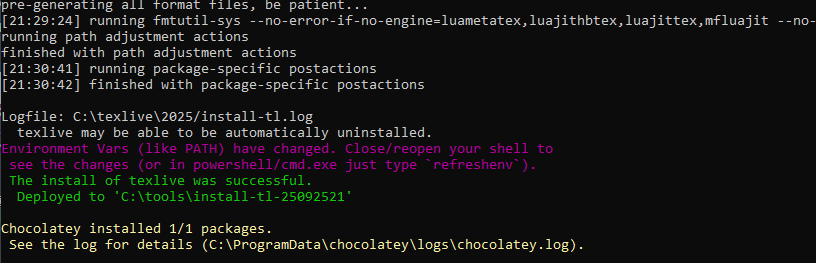 pre-generating all format files, be patient...
[21:29:24] running fmtutil-sys --no-error-if-no-engine=luametatex,luajithbtex,luajittex,mfluajit --no-
running path adjustment actions
finished with path adjustment actions
[21:30:41] running package-specific postactions
[21:30:42] finished with package-specific postactions
Logfile: C:\texlive\2025/install-tl.log
texlive may be able to be automatically uninstalled.
Environment Vars (like PATH) have changed. Close/reopen your shell to
see the changes (or in powershell/cmd.exe just type `refreshenv`).
The install of texlive was successful.
Deployed to 'C:\tools\install-tl-25092521'
Chocolatey installed 1/1 packages.
See the log for details (C:\ProgramData\chocolatey\logs\chocolatey.log).